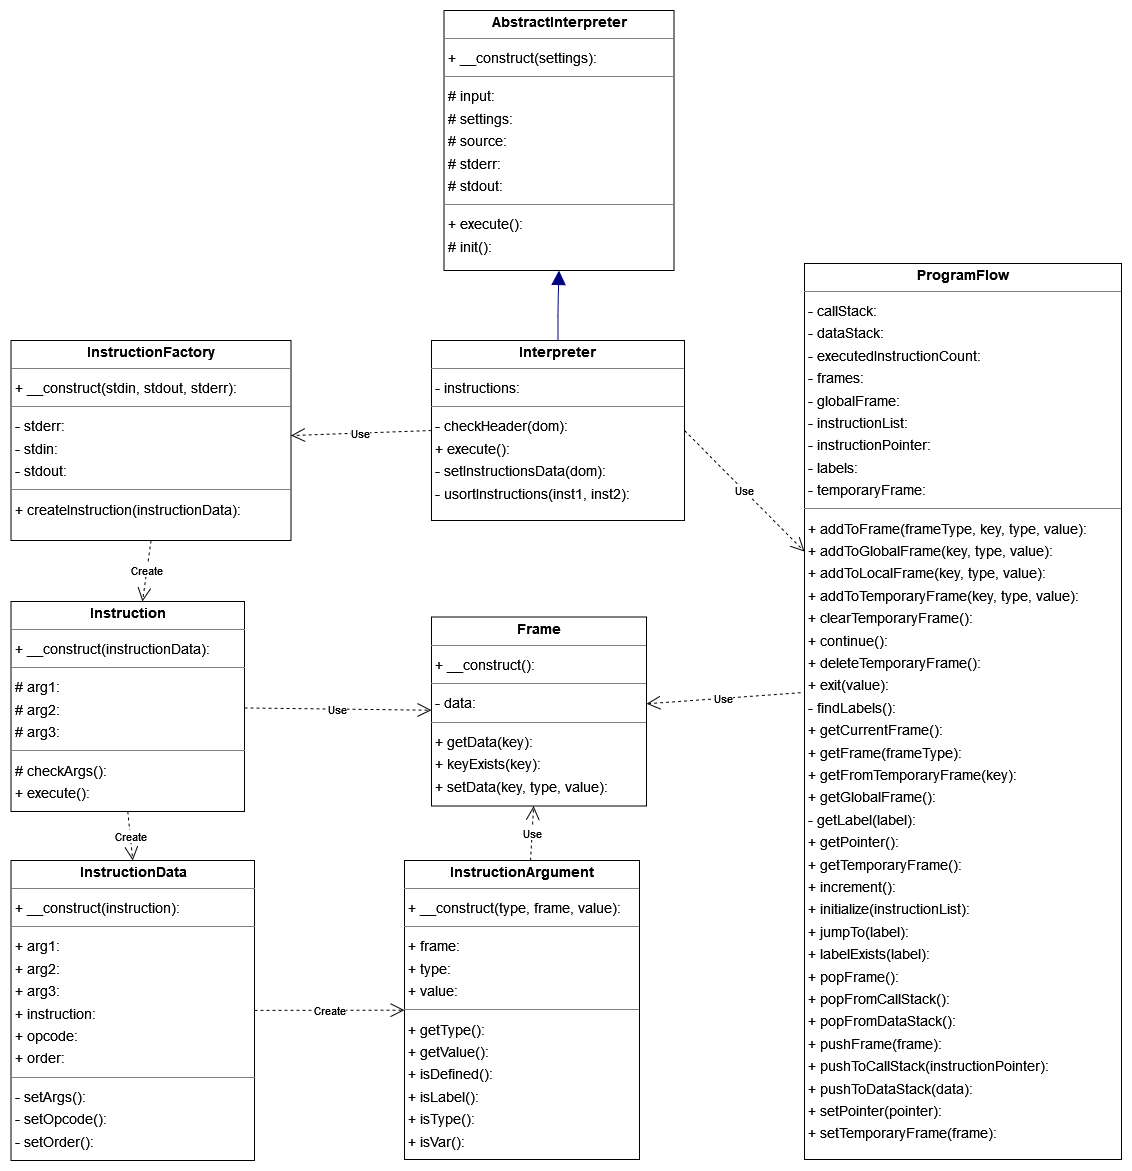 AbstractInterpreter
+ __construct(settings):
# input:
# settings:
# source:
# stderr:
# stdout:
+ execute():
# init():
InstructionFactory
+ __construct(stdin, stdout, stderr):
- stderr:
- stdin:
- stdout:
+ createInstruction(instructionData):
Use
Interpreter
- instructions:
- checkHeader(dom):
+ execute():
- setInstructionsData(dom):
- usortInstructions(inst1, inst2):
Use
ProgramFlow
- callStack:
- dataStack:
- executedInstructionCount:
- frames:
- globalFrame:
- instructionList:
- instructionPointer:
- labels:
- temporaryFrame:
+ addToFrame(frameType, key, type, value):
+ addToGlobalFrame(key, type, value):
+ addToLocalFrame(key, type, value):
+ addToTemporaryFrame(key, type, value):
+ clearTemporaryFrame():
+ continue():
+ deleteTemporaryFrame():
+ exit(value):
- findLabels():
+ getCurrentFrame():
+ getFrame(frameType):
+ getFromTemporaryFrame(key):
+ getGlobalFrame():
- getLabel(label):
+ getPointer():
+ getTemporaryFrame():
+ increment():
+ initialize(instructionList):
+ jumpTo(label):
+ labelExists(label):
+ popFrame():
+ popFromCallStack():
+ popFromDataStack():
+ pushFrame(frame):
+ pushToCallStack(instructionPointer):
+ pushToDataStack(data):
+ setPointer(pointer):
+ setTemporaryFrame(frame):
Create
Instruction
+ __construct(instructionData):
# arg1:
# arg2:
# arg3:
# checkArgs():
+ execute():
Use
Frame
+ __construct():
- data:
+ getData(key):
+ keyExists(key):
+ setData(key, type, value):
Use
Create
Use
InstructionData
+ __construct(instruction):
+ arg1:
+ arg2:
+ arg3:
+ instruction:
+ opcode:
+ order:
- setArgs():
- setOpcode():
- setOrder():
Create
InstructionArgument
+ __construct(type, frame, value):
+ frame:
+ type:
+ value:
+ getType():
+ getValue():
+ isDefined():
+ isLabel():
+ isType():
+ isVar():